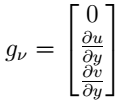 g_ν = [ 0
∂u/∂y
∂v/∂y ]